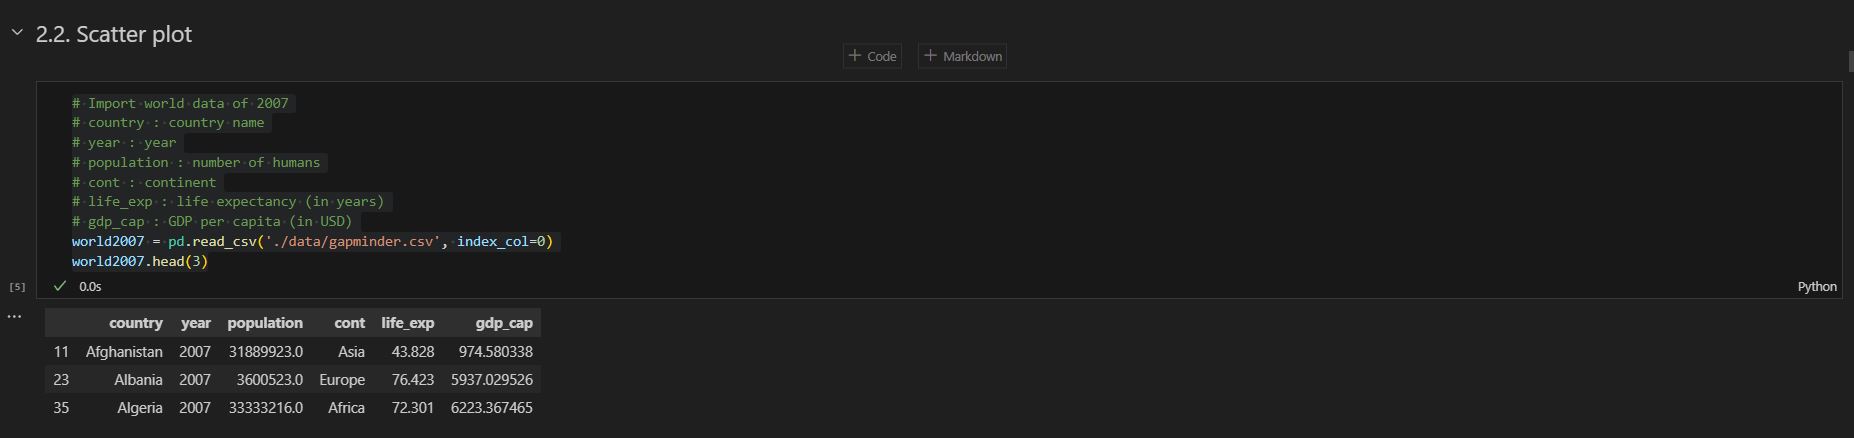 2.2. Scatter plot
+ Code + Markdown
# Import world data of 2007
# country : country name
# year : year
# population : number of humans
# cont : continent
# life_exp : life expectancy (in years)
# gdp_cap : GDP per capita (in USD)
world2007 = pd.read_csv('./data/gapminder.csv', index_col=0)
world2007.head(3)
[5] 0.0s Python
...
country year population cont life_exp gdp_cap
11 Afghanistan 2007 31889923.0 Asia 43.828 974.580338
23 Albania 2007 3600523.0 Europe 76.423 5937.029526
35 Algeria 2007 33333216.0 Africa 72.301 6223.367465